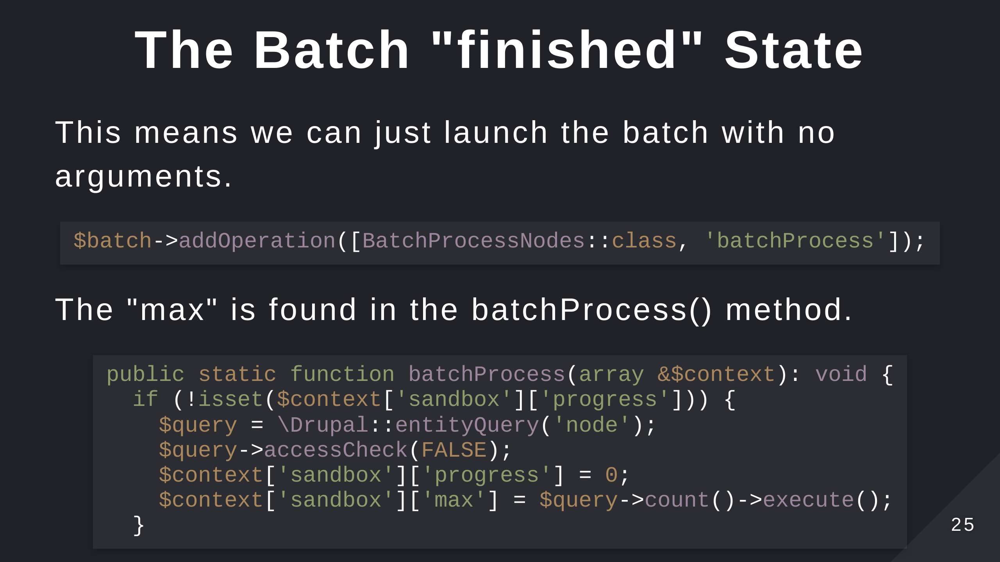 The Batch "finished" State
This means we can just launch the batch with no
arguments.
$batch->addOperation([BatchProcessNodes::class, 'batchProcess']);
The "max" is found in the batchProcess() method.
public static function batchProcess(array &$context): void {
  if (!isset($context['sandbox']['progress'])) {
    $query = \Drupal::entityQuery('node');
    $query->accessCheck(FALSE);
    $context['sandbox']['progress'] = 0;
    $context['sandbox']['max'] = $query->count()->execute();
  }
25